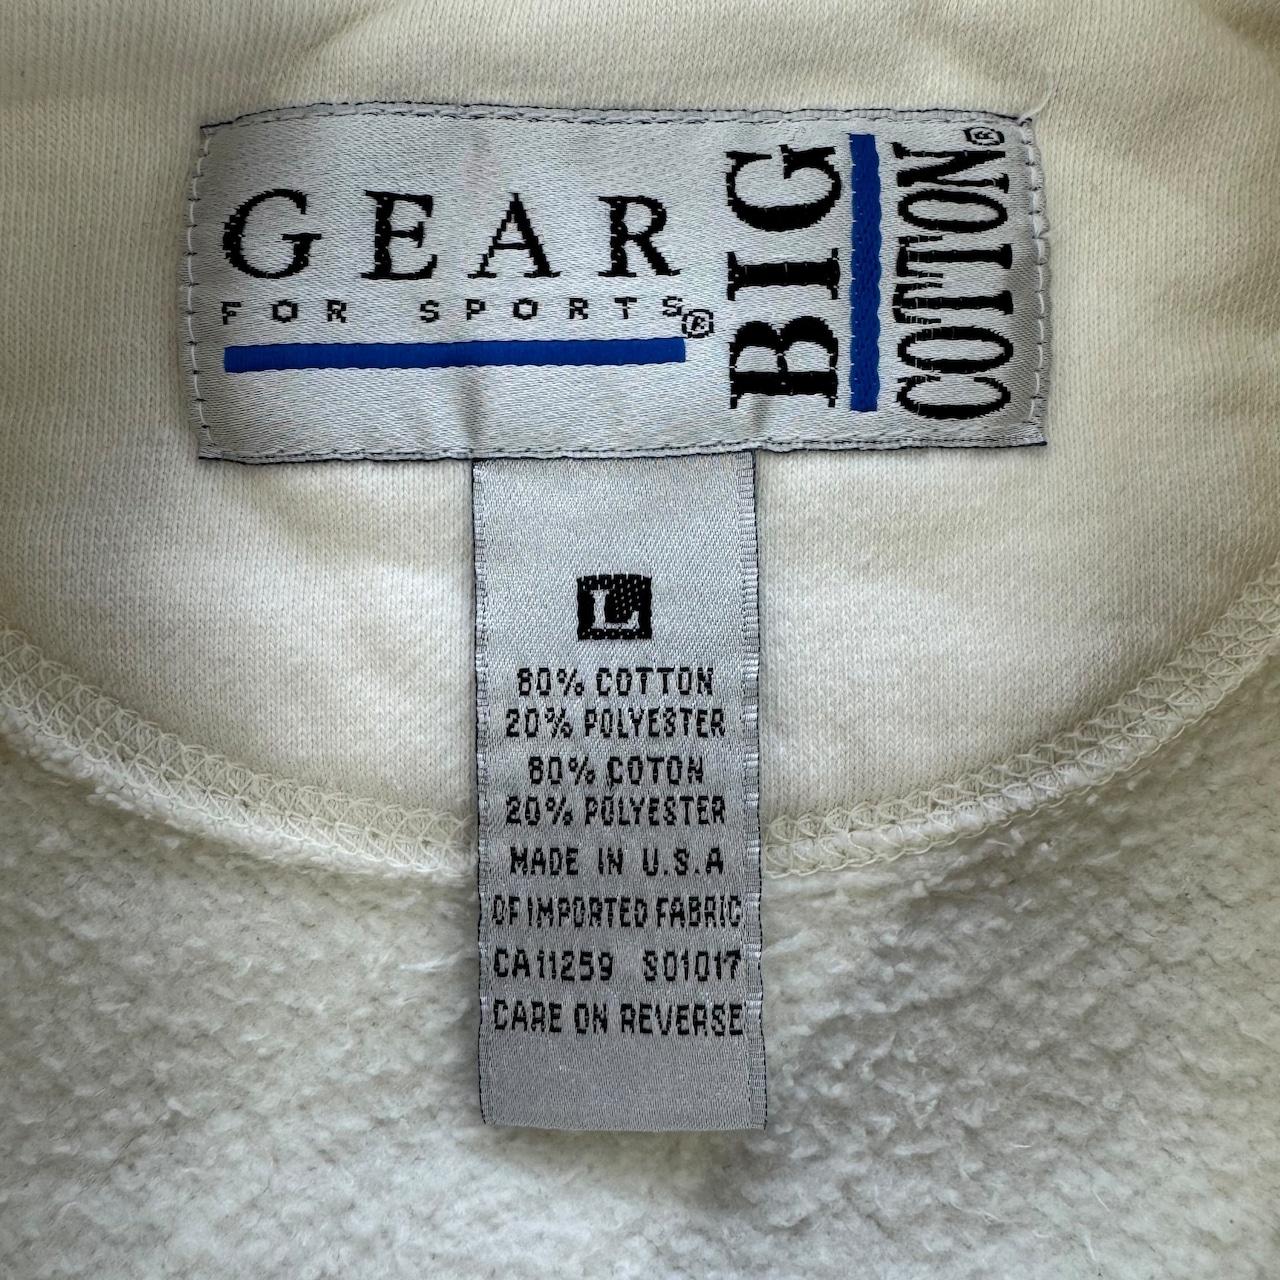 GEAR
FOR SPORTS®
BIG
COTTON®
L
80% COTTON
20% POLYESTER
80% COTON
20% POLYESTER
MADE IN U.S.A
OF IMPORTED FABRIC
CA11259 S01017
CARE ON REVERSE